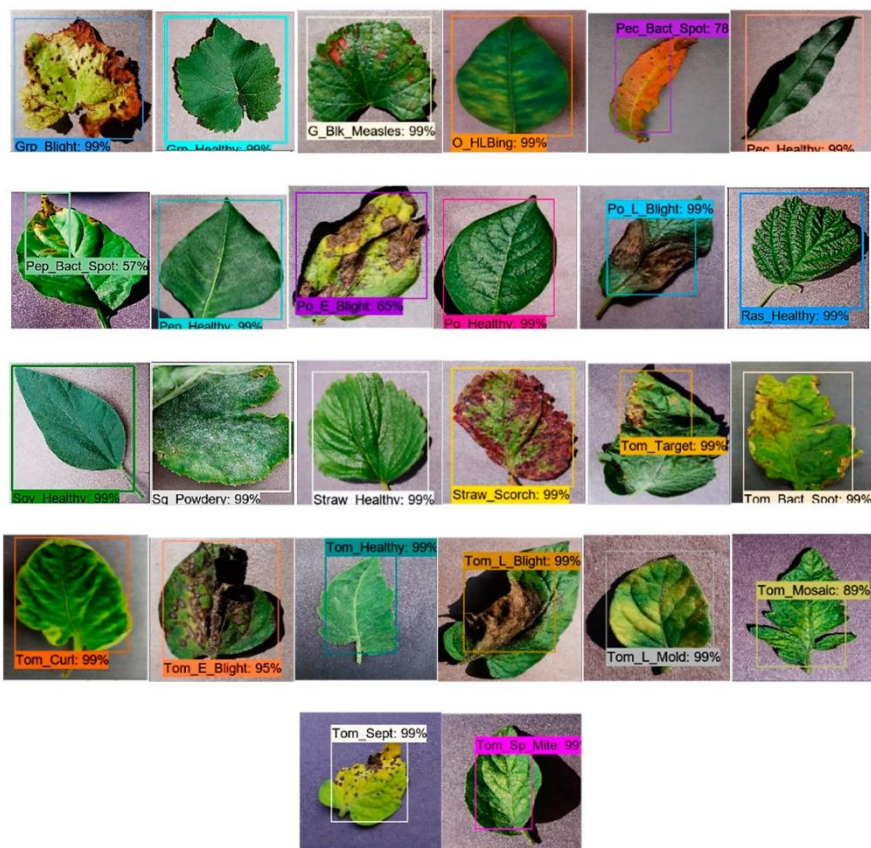 Grp_Blight: 99%
Grp_Healthy: 99%
G_Blk_Measles: 99%
O_HLBing: 99%
Pec_Bact_Spot: 78
Pec_Healthy: 99%
Pep_Bact_Spot: 57%
Pep_Healthy: 99%
Po_E_Blight: 65%
Po_Healthy: 99%
Po_L_Blight: 99%
Ras_Healthy: 99%
Soy_Healthy: 99%
Sq_Powdery: 99%
Straw_Healthy: 99%
Straw_Scorch: 99%
Tom_Target: 99%
Tom_Bact_Spot: 99%
Tom_Curl: 99%
Tom_E_Blight: 95%
Tom_Healthy: 99%
Tom_L_Blight: 99%
Tom_L_Mold: 99%
Tom_Mosaic: 89%
Tom_Sept: 99%
Tom_Sp_Mite: 99